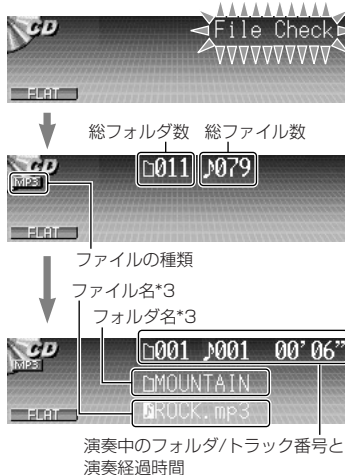 CD
File Check
FLAT
総フォルダ数 総ファイル数
CD
MP3
011 079
FLAT
ファイルの種類
ファイル名*3
フォルダ名*3
CD
MP3
001 001 00’06”
MOUNTAIN
FLAT
ROCK.mp3
演奏中のフォルダ/トラック番号と
演奏経過時間